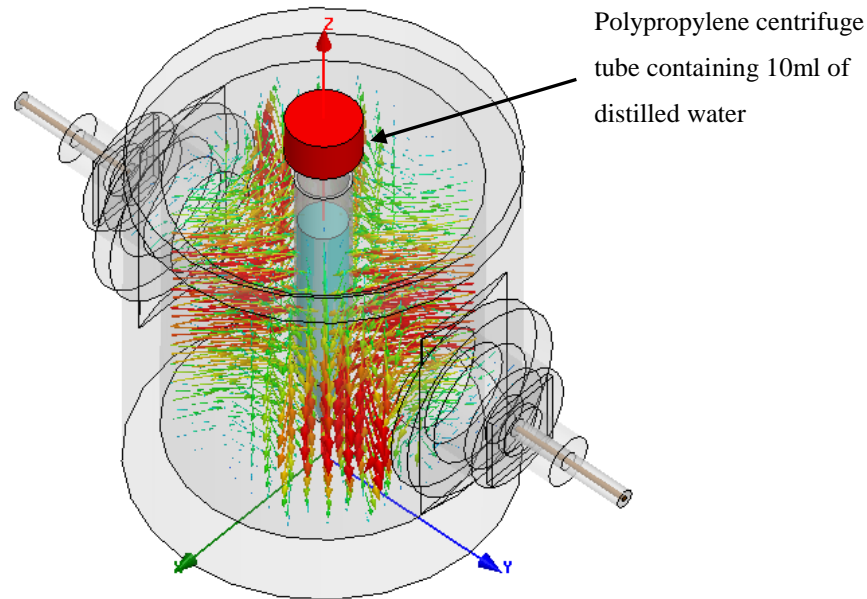 Polypropylene centrifuge
tube containing 10ml of
distilled water
Z
X
Y